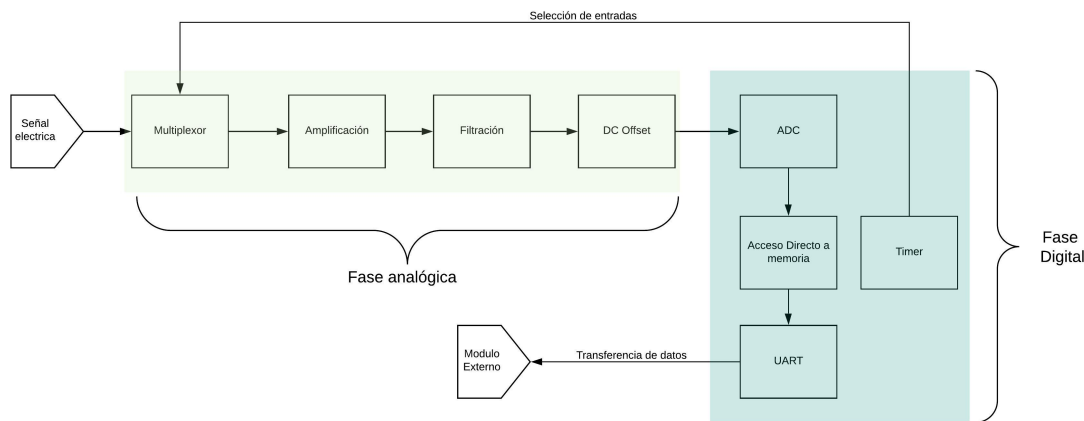 Selección de entradas
Señal
electrica
Multiplexor
Amplificación
Filtración
DC Offset
ADC
Acceso Directo a
memoria
Timer
Fase
Digital
Fase analógica
Modulo
Externo
Transferencia de datos
UART